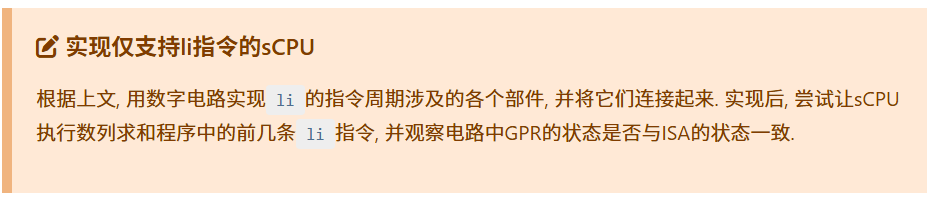 实现仅支持li指令的sCPU
根据上文, 用数字电路实现 li 的指令周期涉及的各个部件, 并将它们连接起来. 实现后, 尝试让sCPU
执行数列求和程序中的前几条 li 指令, 并观察电路中GPR的状态是否与ISA的状态一致.